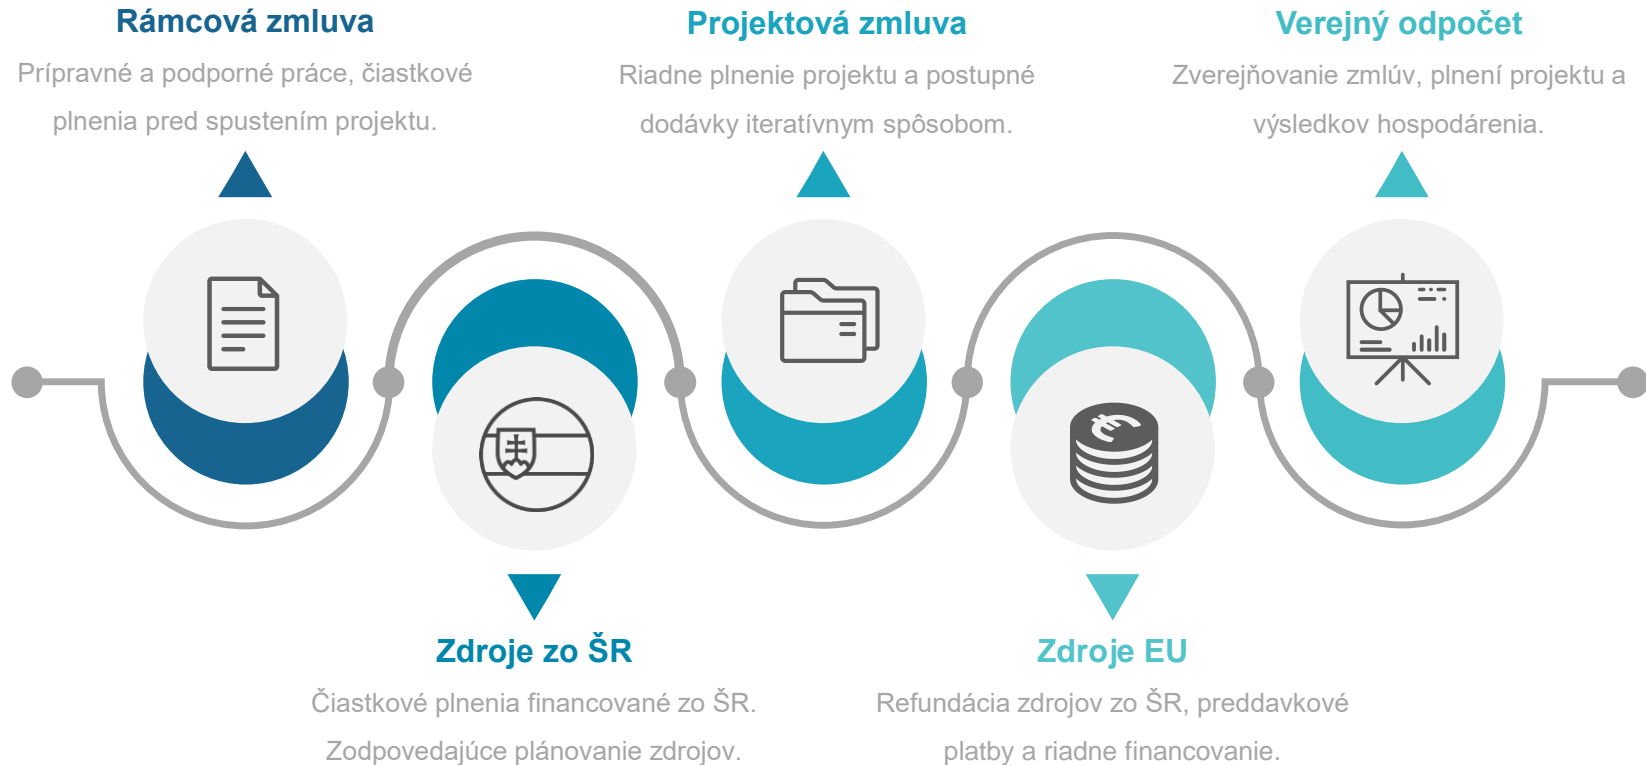 Rámcová zmluva
Prípravné a podporné práce, čiastkové
plnenia pred spustením projektu.
Projektová zmluva
Riadne plnenie projektu a postupné
dodávky iteratívnym spôsobom.
Verejný odpočet
Zverejňovanie zmlúv, plnení projektu a
výsledkov hospodárenia.
Zdroje zo ŠR
Čiastkové plnenia financované zo ŠR.
Zodpovedajúce plánovanie zdrojov.
Zdroje EU
Refundácia zdrojov zo ŠR, preddavkové
platby a riadne financovanie.